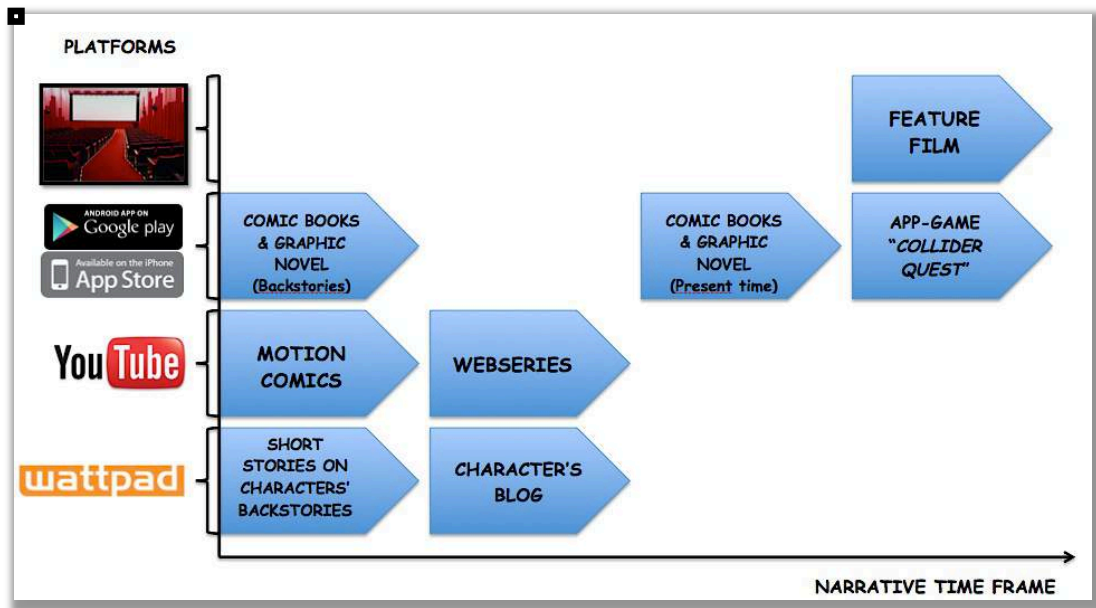 PLATFORMS
FEATURE
FILM
ANDROID APP ON
Google play
Available on the iPhone
App Store
COMIC BOOKS
& GRAPHIC
NOVEL
(Backstories)
COMIC BOOKS
& GRAPHIC
NOVEL
(Present time)
APP-GAME
"COLLIDER
QUEST"
YouTube
MOTION
COMICS
WEBSERIES
wattpad
SHORT
STORIES ON
CHARACTERS'
BACKSTORIES
CHARACTER'S
BLOG
NARRATIVE TIME FRAME